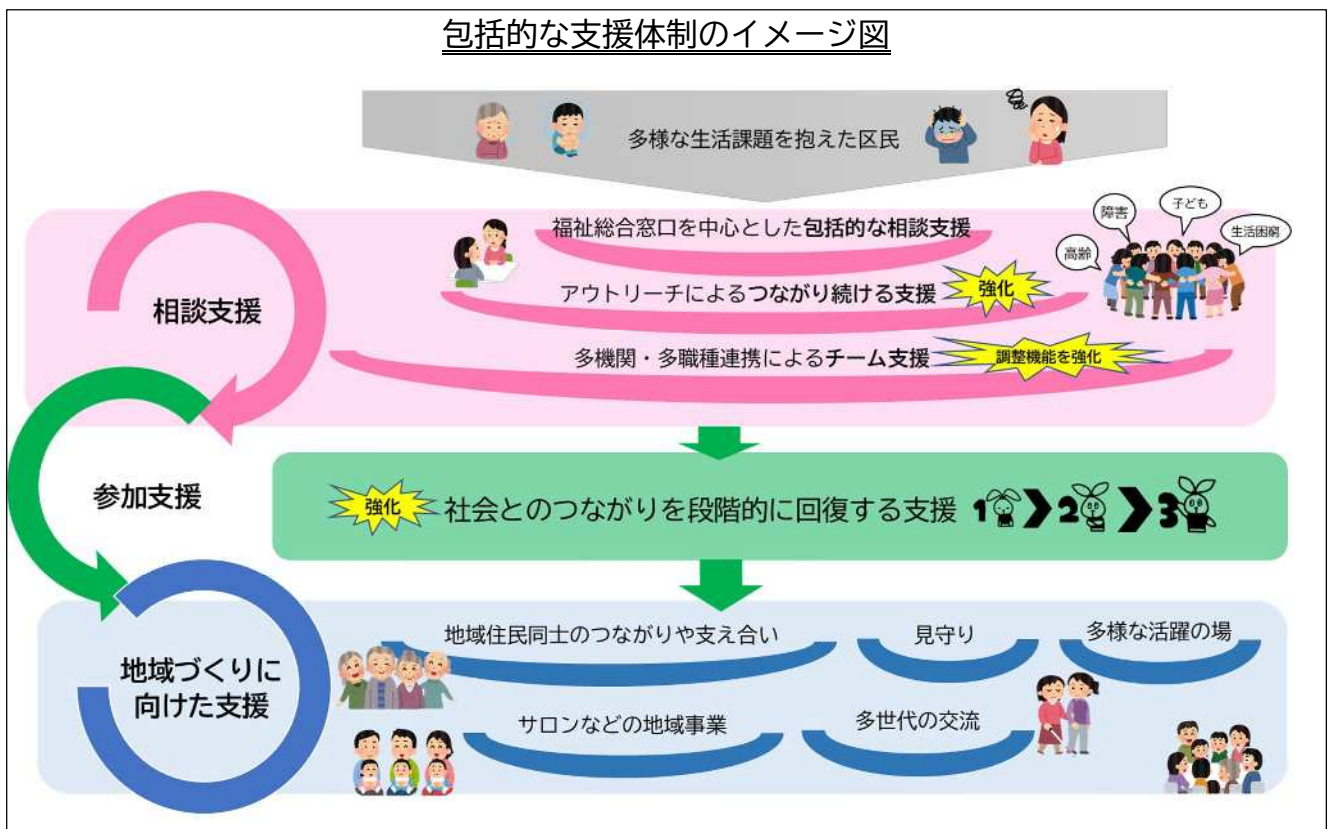 包括的な支援体制のイメージ図
多様な生活課題を抱えた区民
福祉総合窓口を中心とした包括的な相談支援
障害
子ども
高齢
生活困窮
アウトリーチによるつながり続ける支援
強化
相談支援
多機関・多職種連携によるチーム支援
調整機能を強化
参加支援
強化
社会とのつながりを段階的に回復する支援
1
2
3
地域づくりに
向けた支援
地域住民同士のつながりや支え合い
見守り
多様な活躍の場
サロンなどの地域事業
多世代の交流